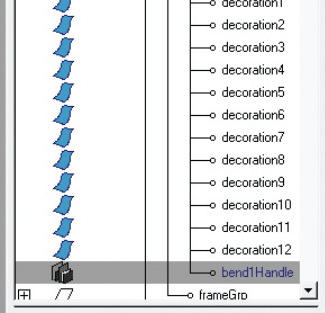 decoration1
decoration2
decoration3
decoration4
decoration5
decoration6
decoration7
decoration8
decoration9
decoration10
decoration11
decoration12
bend1Handle
frameGrp